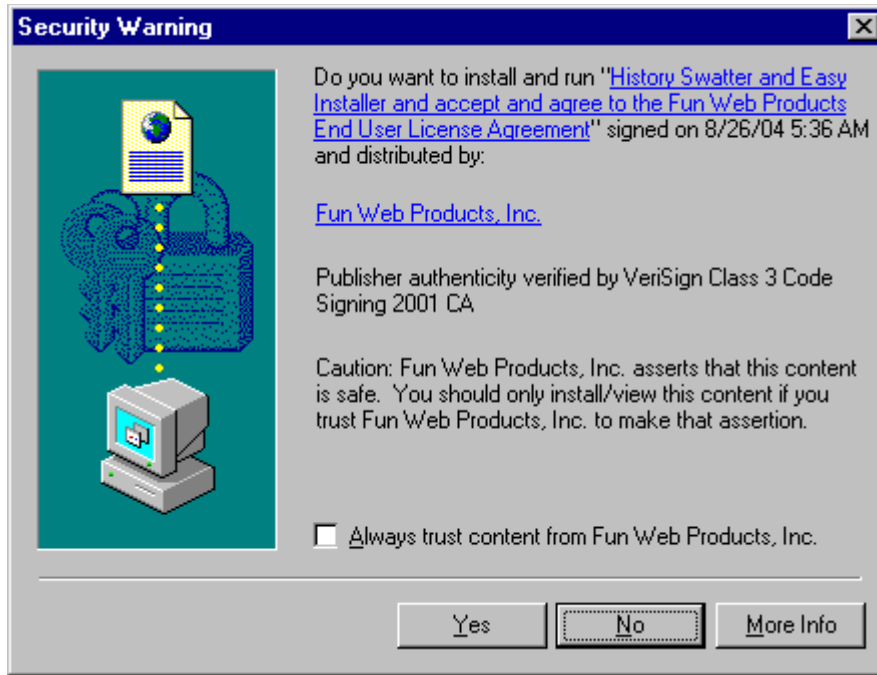 Security Warning
Do you want to install and run "History Swatter and Easy
Installer and accept and agree to the Fun Web Products
End User License Agreement" signed on 8/26/04 5:36 AM
and distributed by:
Fun Web Products, Inc.
Publisher authenticity verified by VeriSign Class 3 Code
Signing 2001 CA
Caution: Fun Web Products, Inc. asserts that this content
is safe.  You should only install/view this content if you
trust Fun Web Products, Inc. to make that assertion.
Always trust content from Fun Web Products, Inc.
Yes No More Info